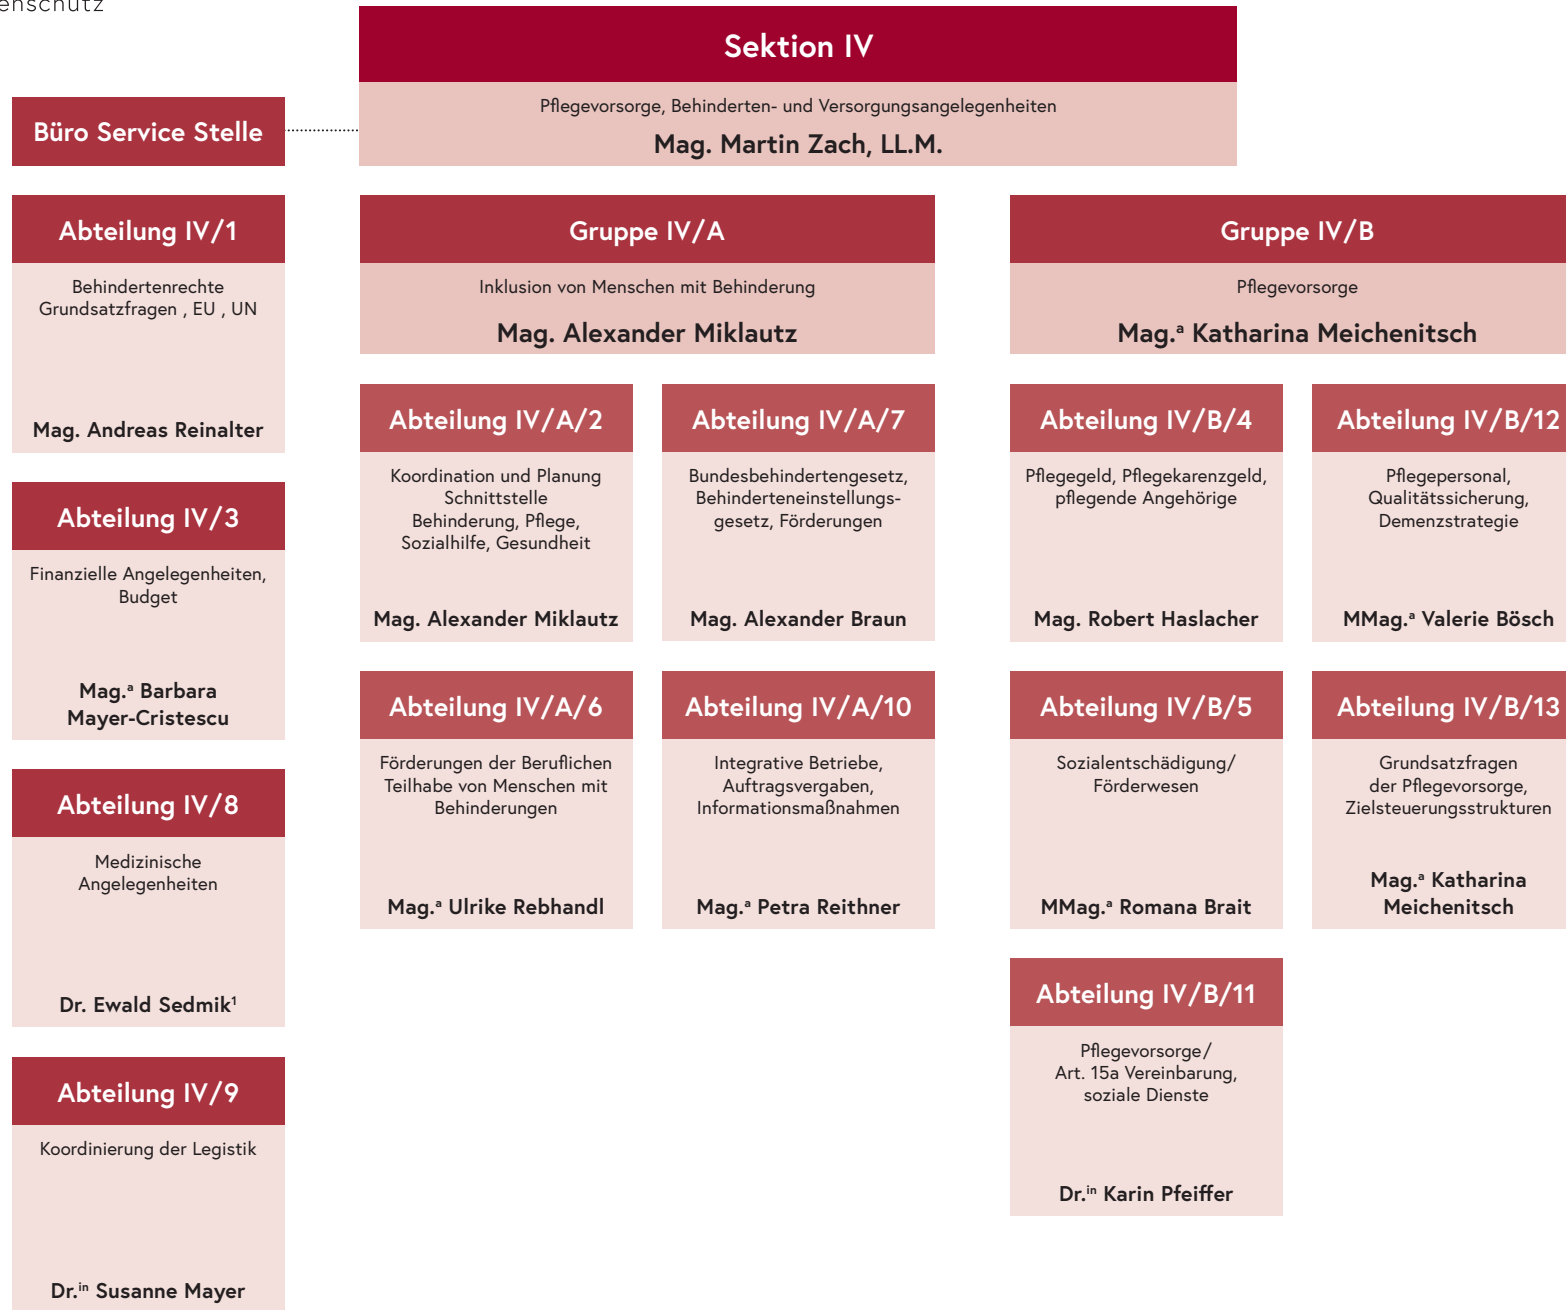 Sektion IV
Pflegevorsorge, Behinderten- und Versorgungsangelegenheiten
Mag. Martin Zach, LL.M.
Büro Service Stelle
Abteilung IV/1
Behindertenrechte
Grundsatzfragen , EU , UN
Mag. Andreas Reinalter
Abteilung IV/3
Finanzielle Angelegenheiten,
Budget
Mag.ª Barbara
Mayer-Cristescu
Abteilung IV/8
Medizinische
Angelegenheiten
Dr. Ewald Sedmik¹
Abteilung IV/9
Koordinierung der Legistik
Dr.ⁱⁿ Susanne Mayer
Gruppe IV/A
Inklusion von Menschen mit Behinderung
Mag. Alexander Miklautz
Abteilung IV/A/2
Koordination und Planung
Schnittstelle
Behinderung, Pflege,
Sozialhilfe, Gesundheit
Mag. Alexander Miklautz
Abteilung IV/A/7
Bundesbehindertengesetz,
Behinderteneinstellungs-
gesetz, Förderungen
Mag. Alexander Braun
Abteilung IV/A/6
Förderungen der Beruflichen
Teilhabe von Menschen mit
Behinderungen
Mag.ª Ulrike Rebhandl
Abteilung IV/A/10
Integrative Betriebe,
Auftragsvergaben,
Informationsmaßnahmen
Mag.ª Petra Reithner
Gruppe IV/B
Pflegevorsorge
Mag.ª Katharina Meichenitsch
Abteilung IV/B/4
Pflegegeld, Pflegekarenzgeld,
pflegende Angehörige
Mag. Robert Haslacher
Abteilung IV/B/12
Pflegepersonal,
Qualitätssicherung,
Demenzstrategie
MMag.ª Valerie Bösch
Abteilung IV/B/5
Sozialentschädigung/
Förderwesen
MMag.ª Romana Brait
Abteilung IV/B/13
Grundsatzfragen
der Pflegevorsorge,
Zielsteuerungsstrukturen
Mag.ª Katharina
Meichenitsch
Abteilung IV/B/11
Pflegevorsorge/
Art. 15a Vereinbarung,
soziale Dienste
Dr.ⁱⁿ Karin Pfeiffer